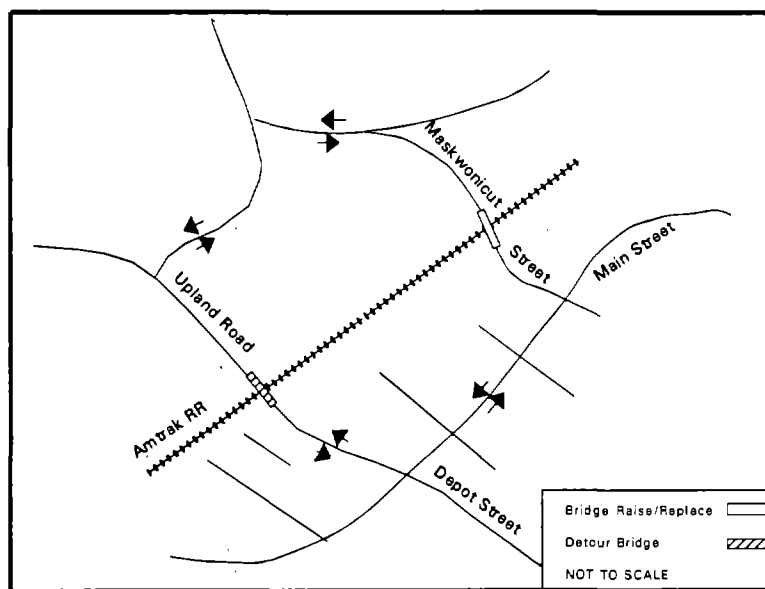 Maskwonicut
Street
Main Street
Upland Road
Amtrak RR
Depot Street
Bridge Raise/Replace
Detour Bridge
NOT TO SCALE